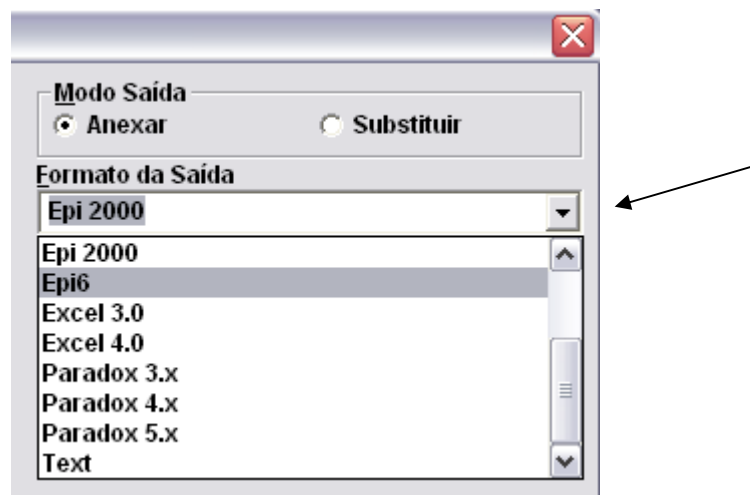 Modo Saída
Anexar Substituir
Formato da Saída
Epi 2000
Epi 2000
Epi6
Excel 3.0
Excel 4.0
Paradox 3.x
Paradox 4.x
Paradox 5.x
Text